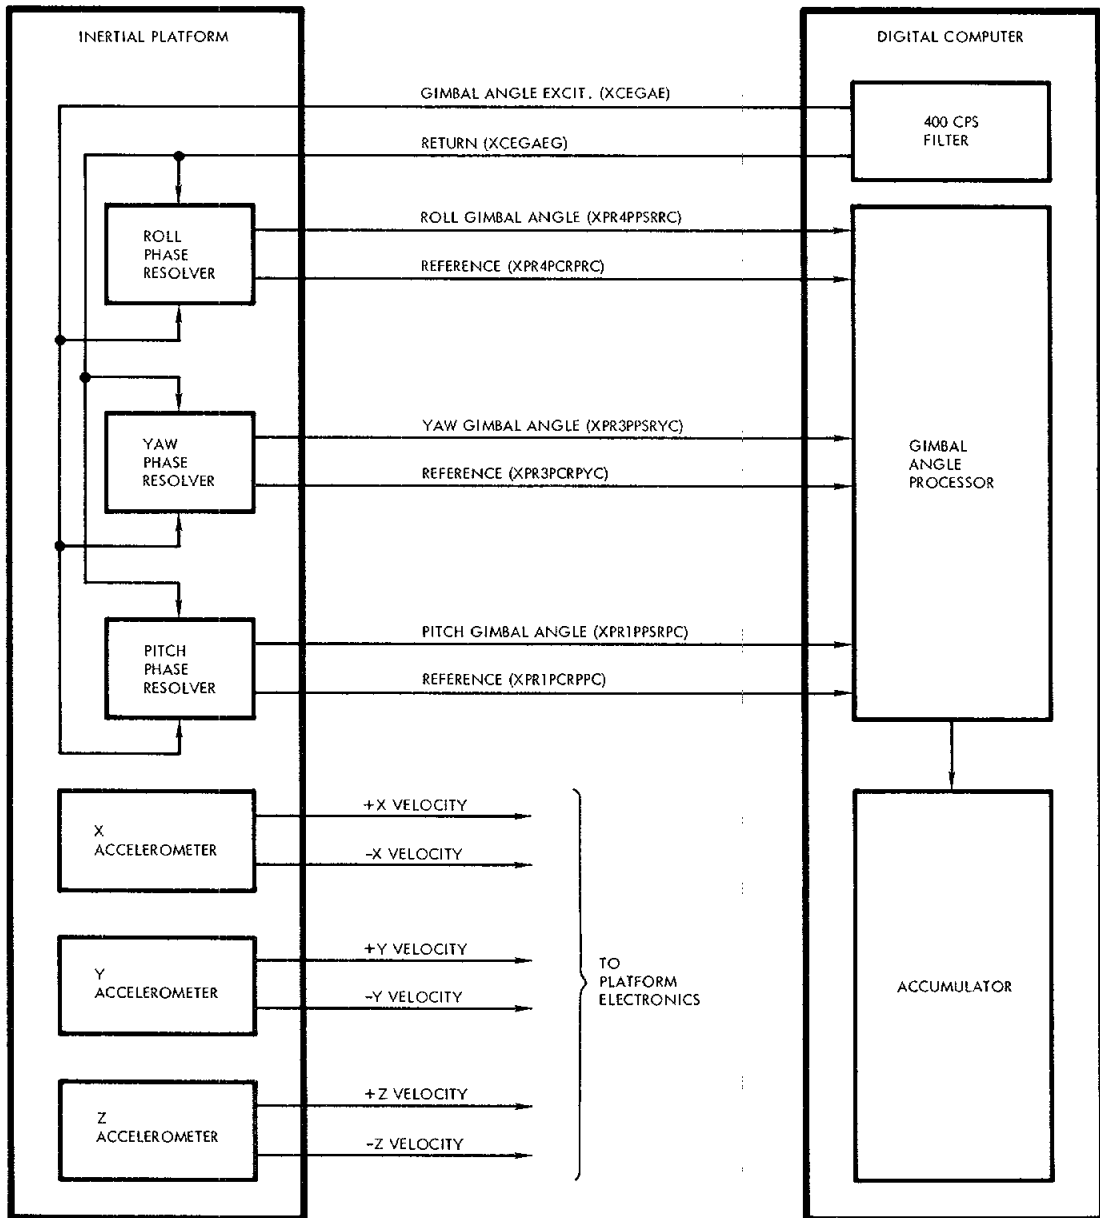 INERTIAL PLATFORM
DIGITAL COMPUTER
GIMBAL ANGLE EXCIT. (XCEGAE)
400 CPS
FILTER
RETURN (XCEGAEG)
ROLL
PHASE
RESOLVER
ROLL GIMBAL ANGLE (XPR4PPSRRC)
REFERENCE (XPR4PCRPRC)
YAW
PHASE
RESOLVER
YAW GIMBAL ANGLE (XPR3PPSRYC)
REFERENCE (XPR3PCRPYC)
GIMBAL
ANGLE
PROCESSOR
PITCH
PHASE
RESOLVER
PITCH GIMBAL ANGLE (XPR1PPSRPC)
REFERENCE (XPR1PCRPPC)
X
ACCELEROMETER
+X VELOCITY
-X VELOCITY
Y
ACCELEROMETER
+Y VELOCITY
-Y VELOCITY
TO
PLATFORM
ELECTRONICS
ACCUMULATOR
Z
ACCELEROMETER
+Z VELOCITY
-Z VELOCITY